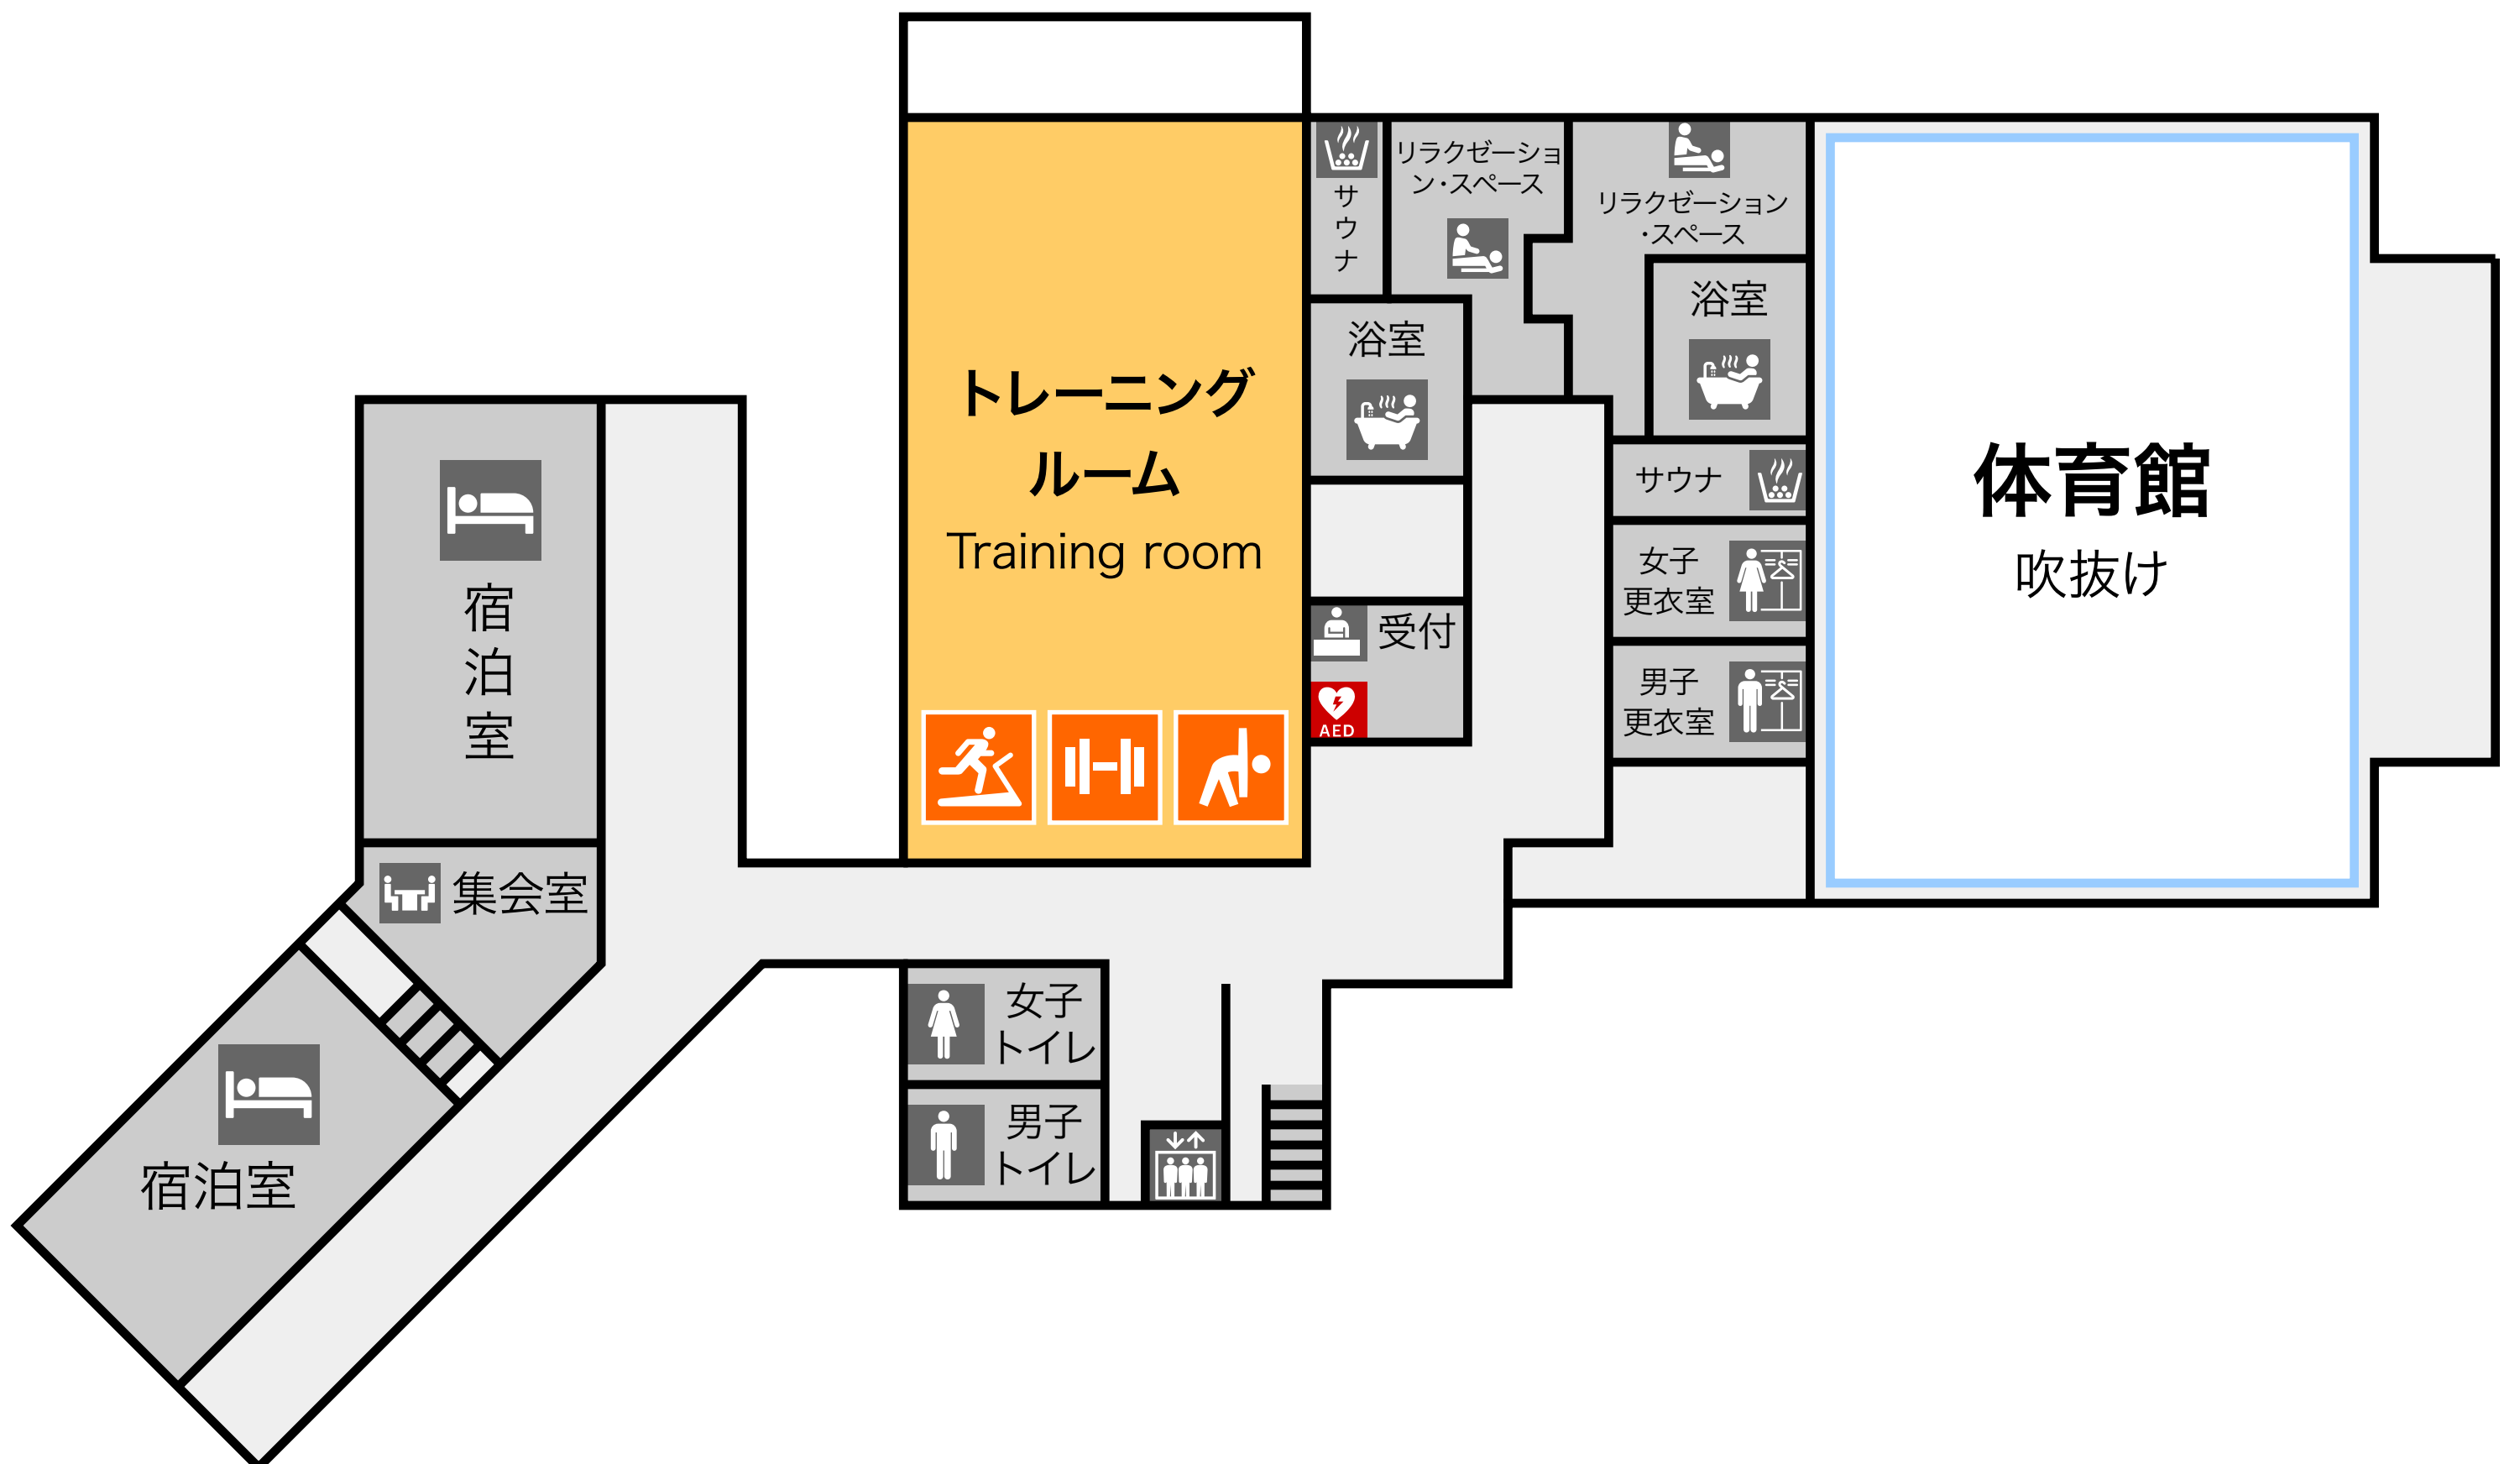 リラクゼーショ
ン・スペース
サ
ウ
ナ
リラクゼーション
・スペース
浴室
浴室
トレーニング
ルーム
Training room
サウナ
体育館
吹抜け
女子
更衣室
受付
AED
男子
更衣室
宿
泊
室
集会室
女子
トイレ
男子
トイレ
宿泊室